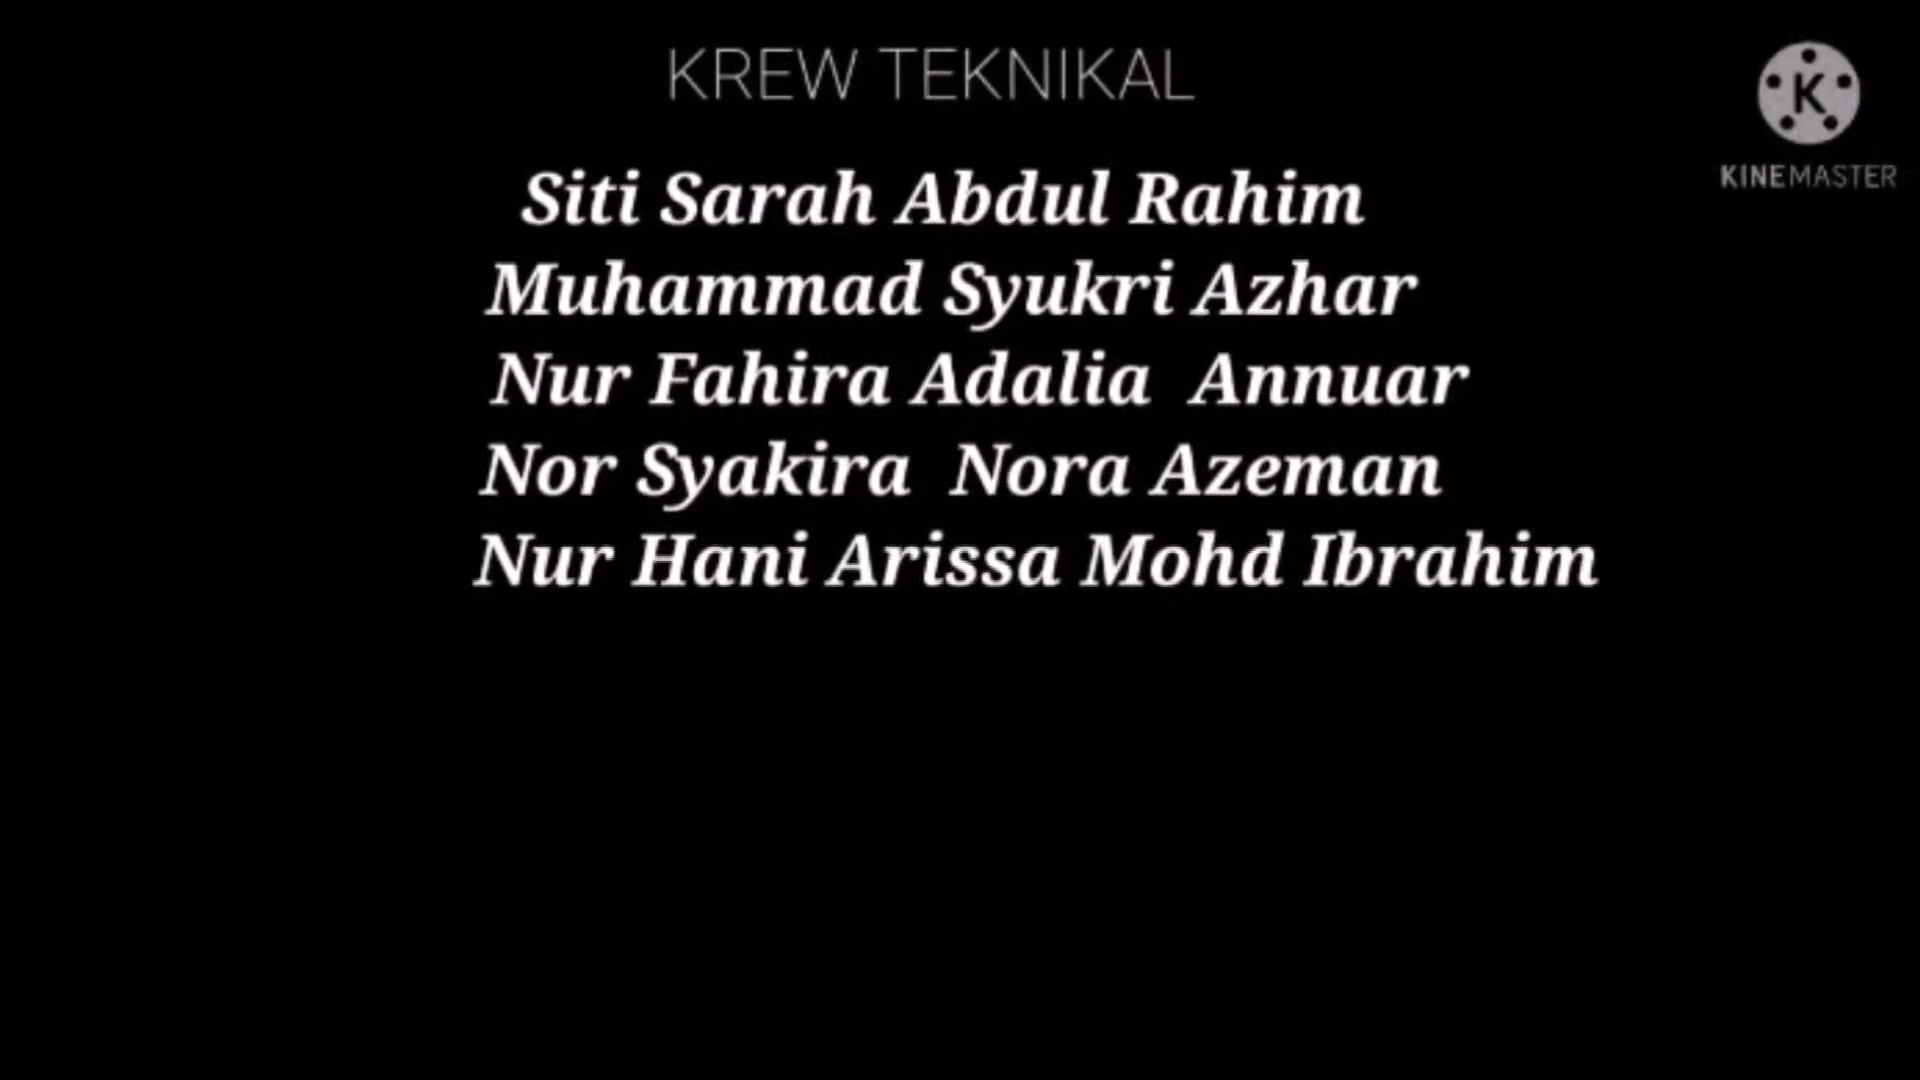 KREW TEKNIKAL
KINEMASTER
Siti Sarah Abdul Rahim
Muhammad Syukri Azhar
Nur Fahira Adalia Annuar
Nor Syakira Nora Azeman
Nur Hani Arissa Mohd Ibrahim